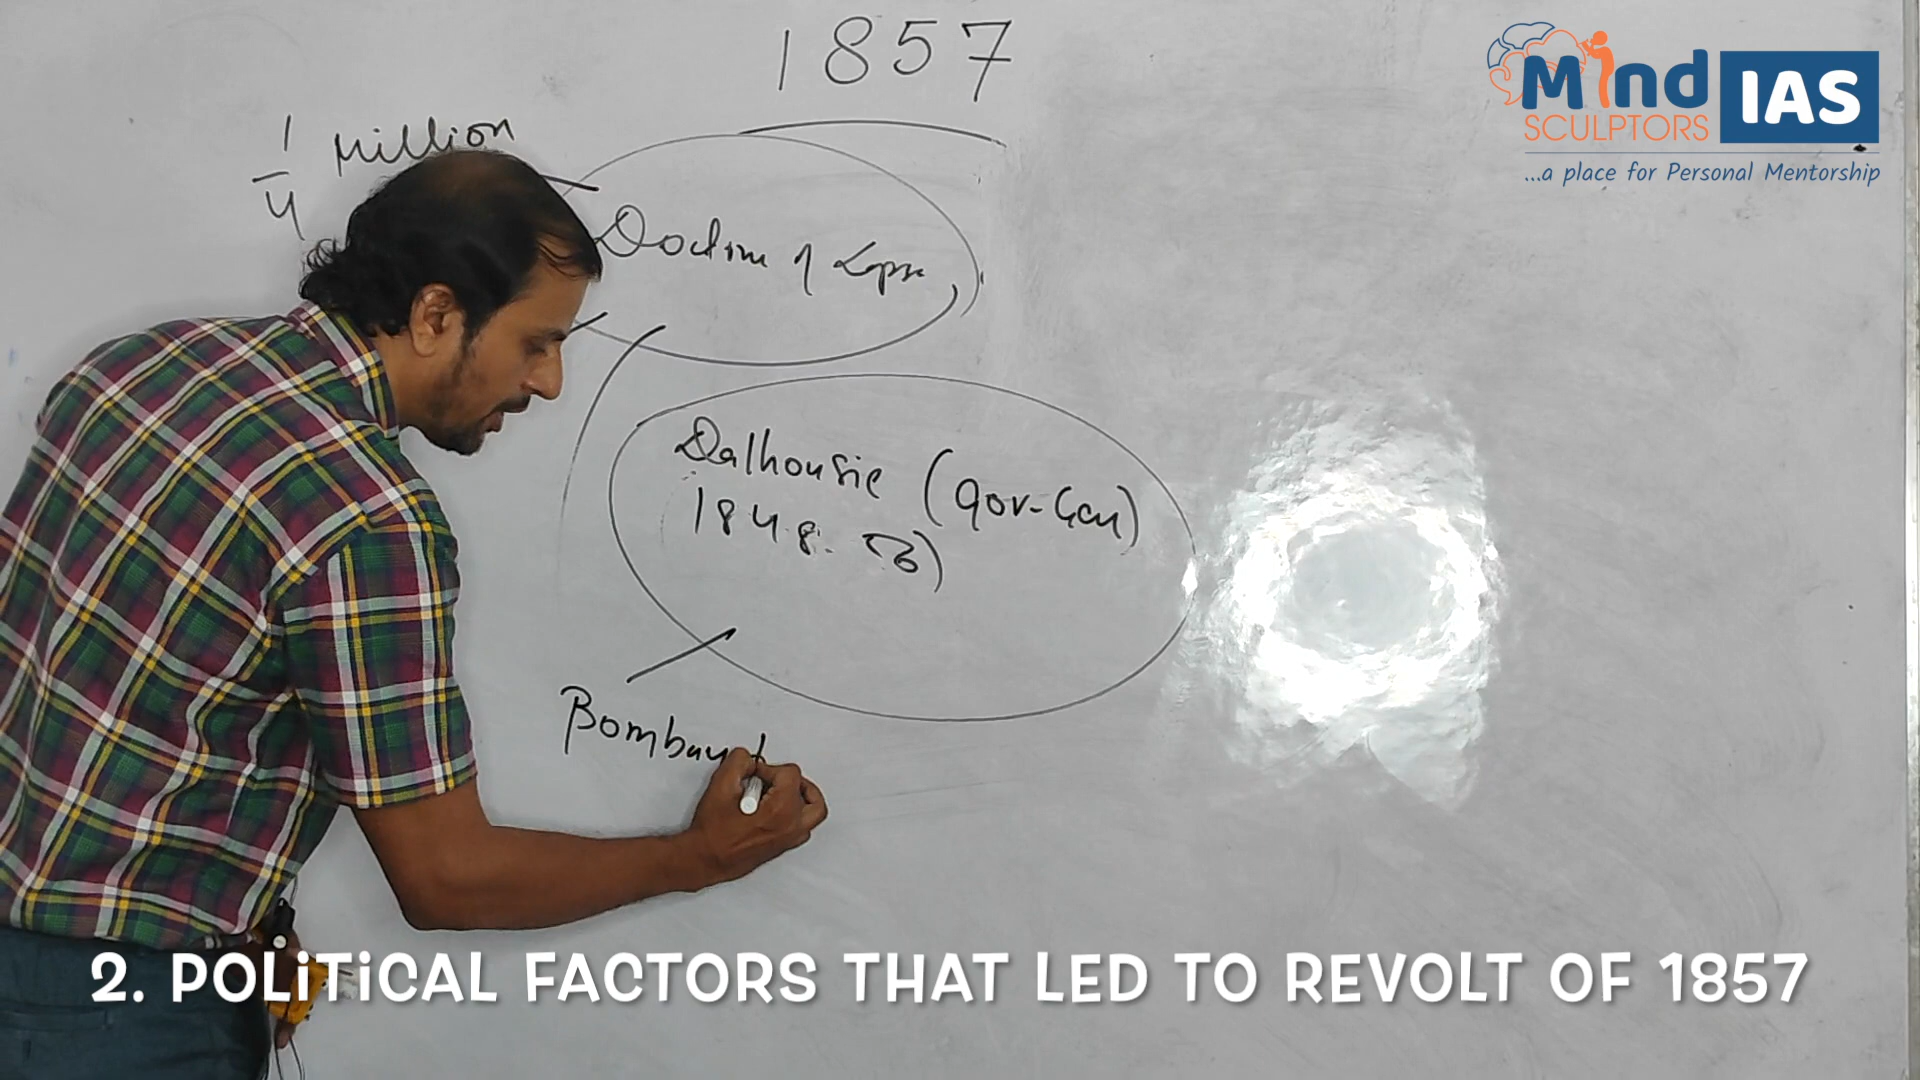 1857
Mind
SCULPTORS
IAS
...a place for Personal Mentorship
1
4
Million
Doctrine of Lapse
Dalhousie (Gov-Gen)
1848-56)
Bombay t
2. POLITICAL FACTORS THAT LED TO REVOLT OF 1857